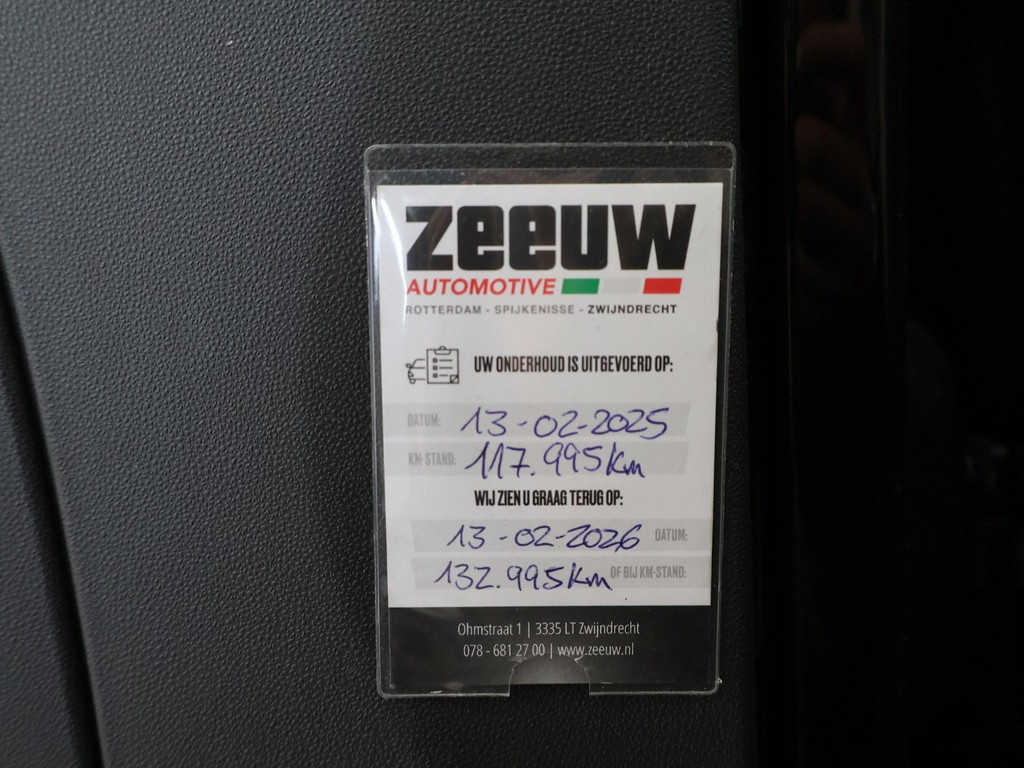 ZEEUW
AUTOMOTIVE
ROTTERDAM - SPIJKENISSE - ZWIJNDRECHT
UW ONDERHOUD IS UITGEVOERD OP:
DATUM: 13-02-2025
KM-STAND: 117.995 km
WIJ ZIEN U GRAAG TERUG OP:
13-02-2026 DATUM:
132.995 km OF BIJ KM-STAND:
Ohmstraat 1 | 3335 LT Zwijndrecht
078 - 681 27 00 | www.zeeuw.nl